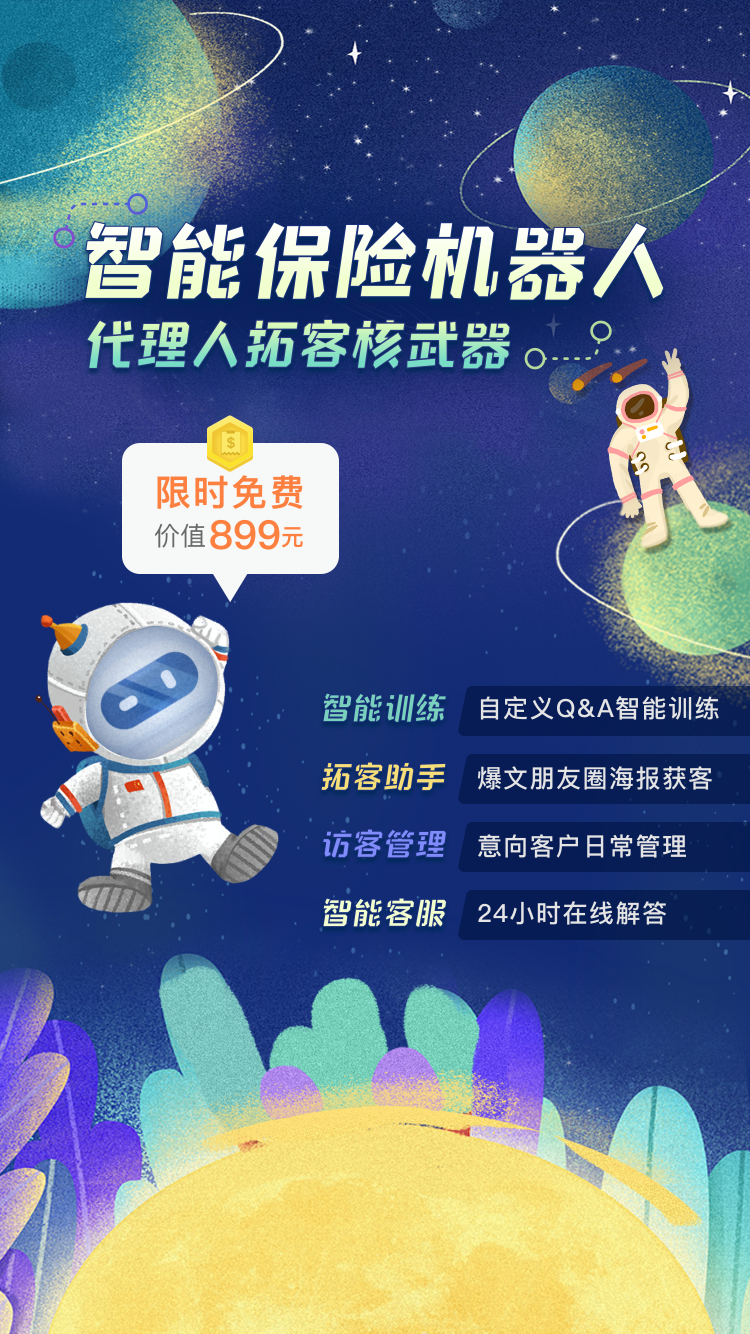 智能保险机器人
代理人拓客核武器
$
限时免费
价值899元
智能训练 自定义Q&A智能训练
拓客助手 爆文朋友圈海报获客
访客管理 意向客户日常管理
智能客服 24小时在线解答